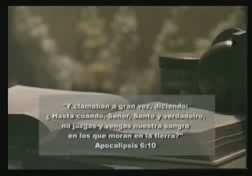 "Y clamaban a gran voz, diciendo:
¿ Hasta cuándo, Señor, Santo y verdadero,
no juzgas y vengas nuestra sangre
en los que moran en la tierra?"
Apocalipsis 6:10